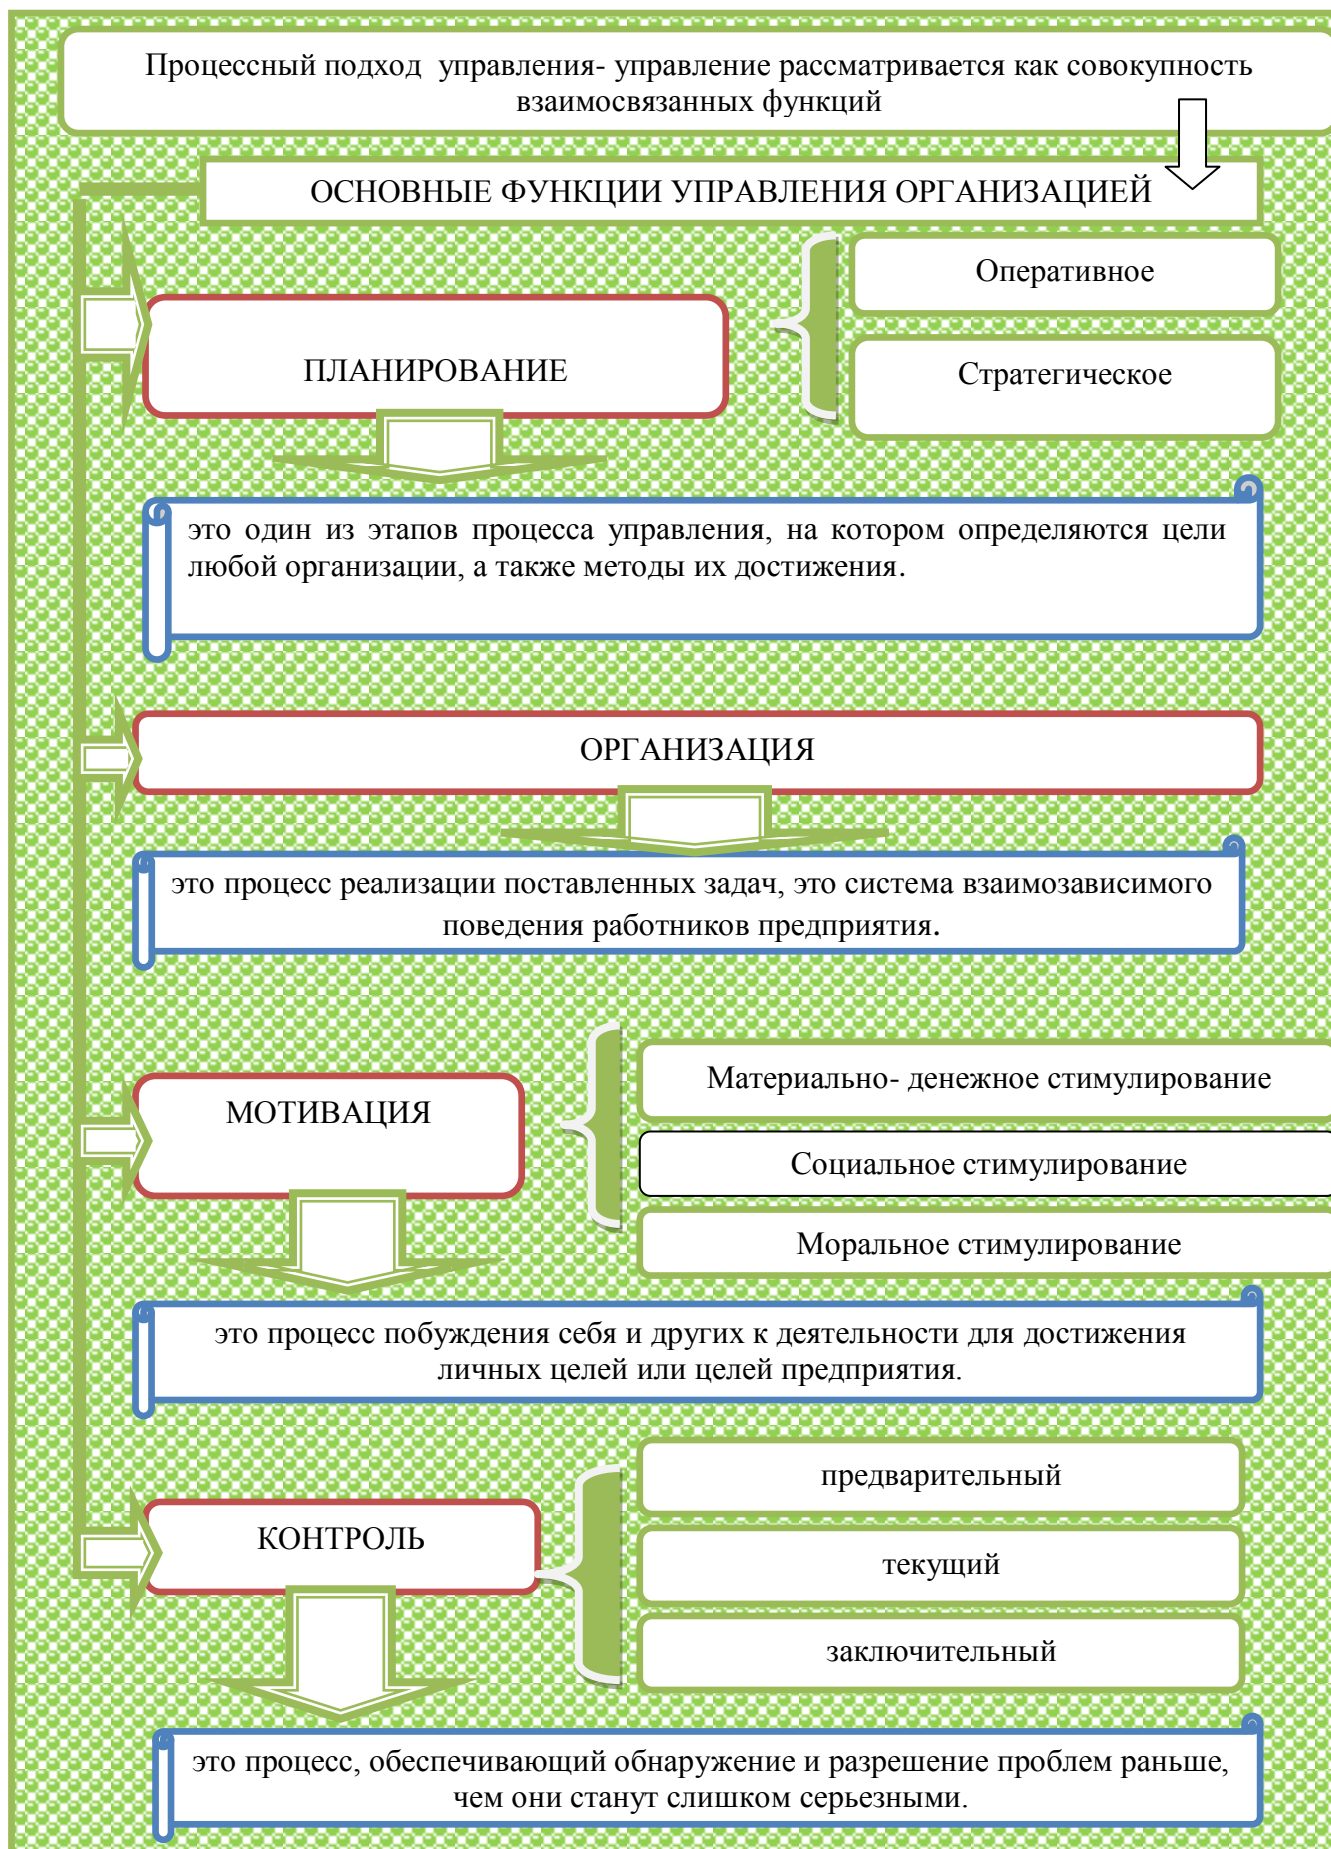 Процессный подход  управления- управление рассматривается как совокупность
взаимосвязанных функций
ОСНОВНЫЕ ФУНКЦИИ УПРАВЛЕНИЯ ОРГАНИЗАЦИЕЙ
Оперативное
Стратегическое
ПЛАНИРОВАНИЕ
это один из этапов процесса управления, на котором определяются цели
любой организации, а также методы их достижения.
ОРГАНИЗАЦИЯ
это процесс реализации поставленных задач, это система взаимозависимого
поведения работников предприятия.
МОТИВАЦИЯ
Материально- денежное стимулирование
Социальное стимулирование
Моральное стимулирование
это процесс побуждения себя и других к деятельности для достижения
личных целей или целей предприятия.
КОНТРОЛЬ
предварительный
текущий
заключительный
это процесс, обеспечивающий обнаружение и разрешение проблем раньше,
чем они станут слишком серьезными.